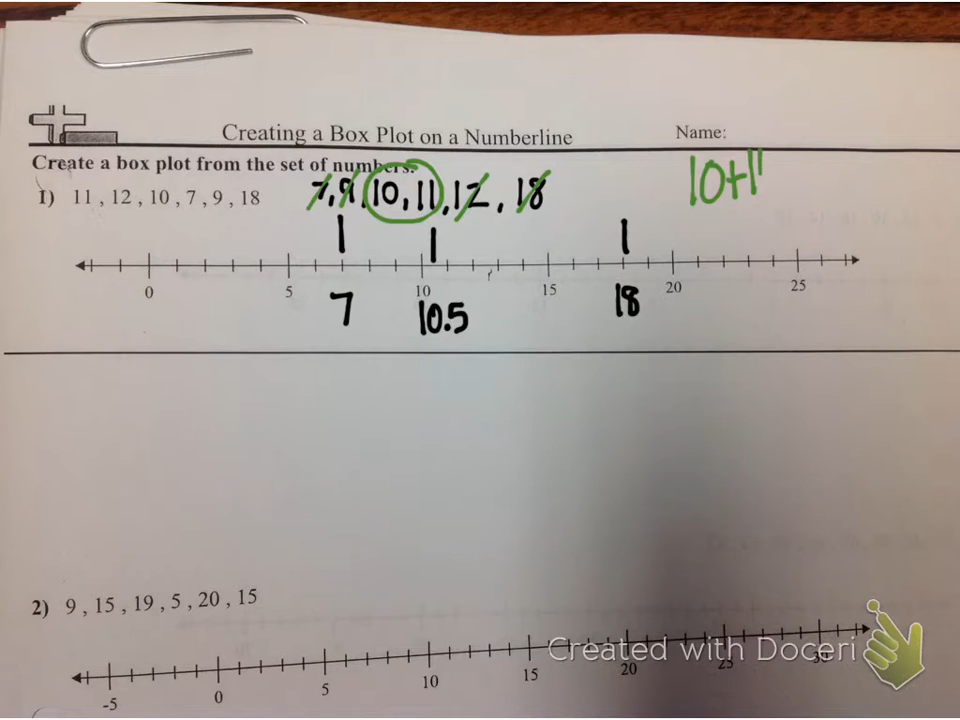 Creating a Box Plot on a Numberline Name:
Create a box plot from the set of numbers.
1) 11 , 12 , 10 , 7 , 9 , 18 7, 9, 10, 11, 12, 18
10+11
0 5 10 15 20 25
7 10.5 18
2) 9 , 15 , 19 , 5 , 20 , 15
-5 0 5 10 15 20 25 30
Created with Doceri